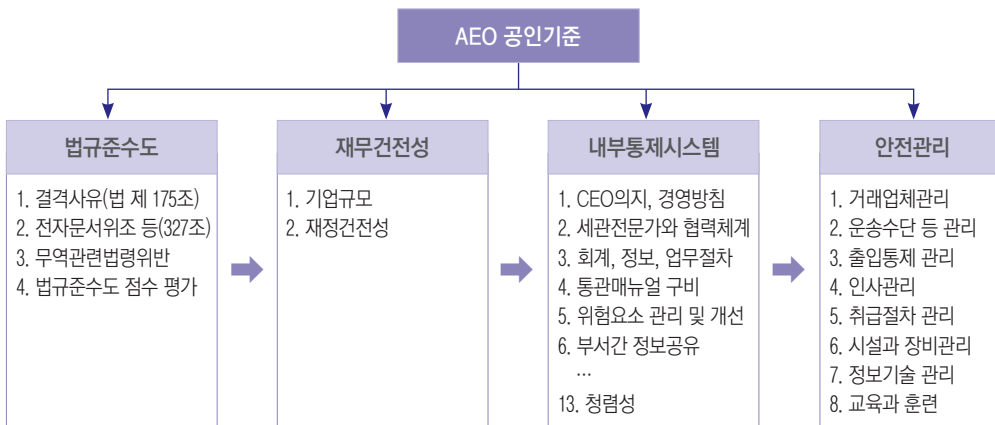 AEO 공인기준
법규준수도
1. 결격사유(법 제 175조)
2. 전자문서위조 등(327조)
3. 무역관련법령위반
4. 법규준수도 점수 평가
재무건전성
1. 기업규모
2. 재정건전성
내부통제시스템
1. CEO의지, 경영방침
2. 세관전문가와 협력체계
3. 회계, 정보, 업무절차
4. 통관매뉴얼 구비
5. 위험요소 관리 및 개선
6. 부서간 정보공유
…
13. 청렴성
안전관리
1. 거래업체관리
2. 운송수단 등 관리
3. 출입통제 관리
4. 인사관리
5. 취급절차 관리
6. 시설과 장비관리
7. 정보기술 관리
8. 교육과 훈련